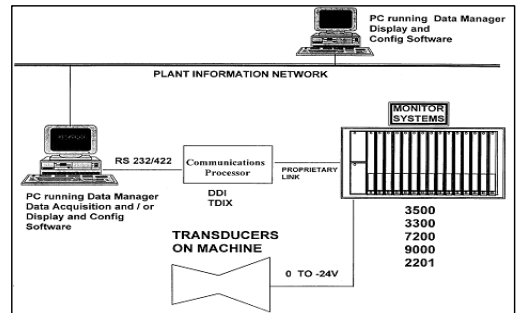 PC running Data Manager
Display and
Config Software
PLANT INFORMATION NETWORK
MONITOR
SYSTEMS
RS 232/422
Communications
Processor
PROPRIETARY
LINK
DDI
TDIX
PC running Data Manager
Data Acquisition and / or
Display and Config
Software
3500
3300
7200
9000
2201
TRANSDUCERS
ON MACHINE
0 TO -24V